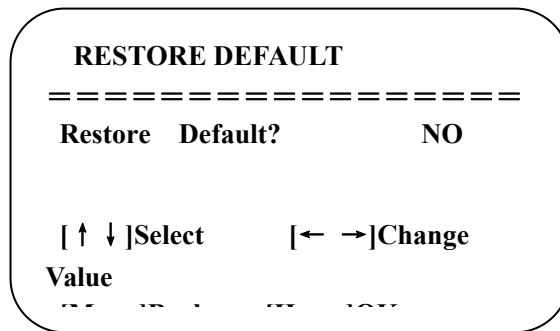 RESTORE DEFAULT
= = = = = = = = = = = = = = = = =
Restore Default? NO
[↑ ↓]Select [← →]Change
Value